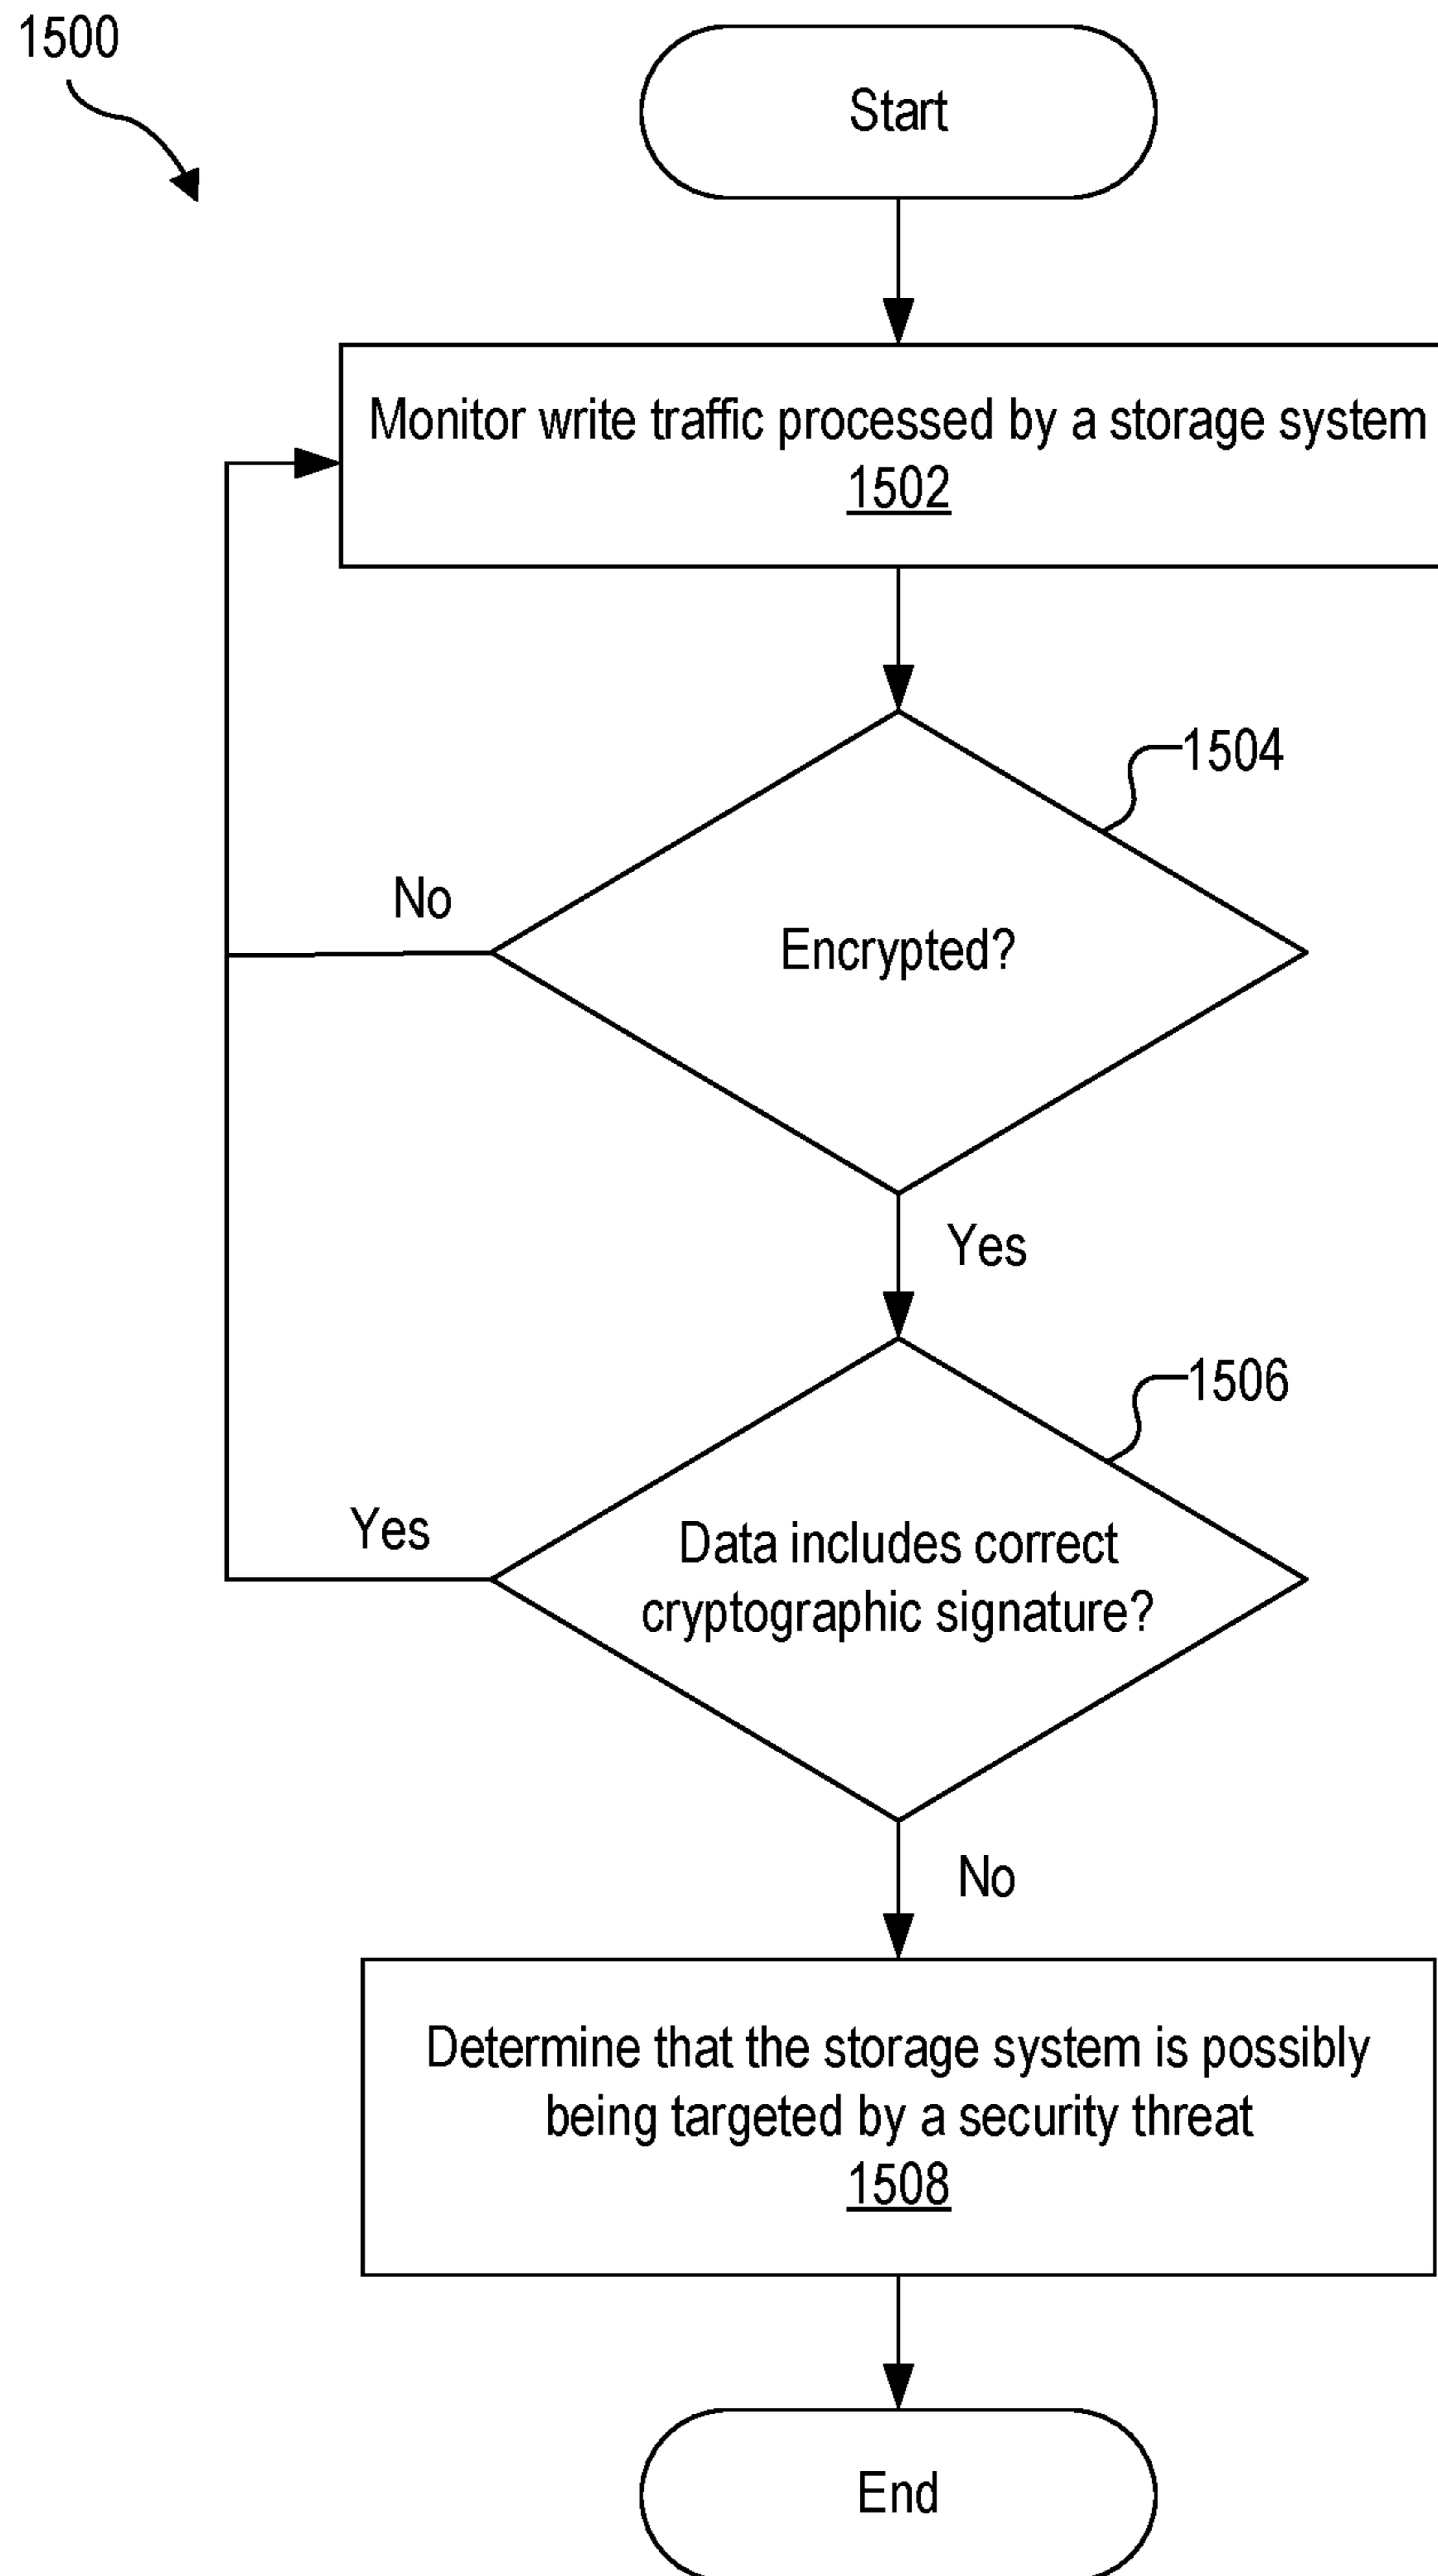 1500
Start
Monitor write traffic processed by a storage system
1502
1504
No
Encrypted?
Yes
1506
Yes
Data includes correct
cryptographic signature?
No
Determine that the storage system is possibly
being targeted by a security threat
1508
End